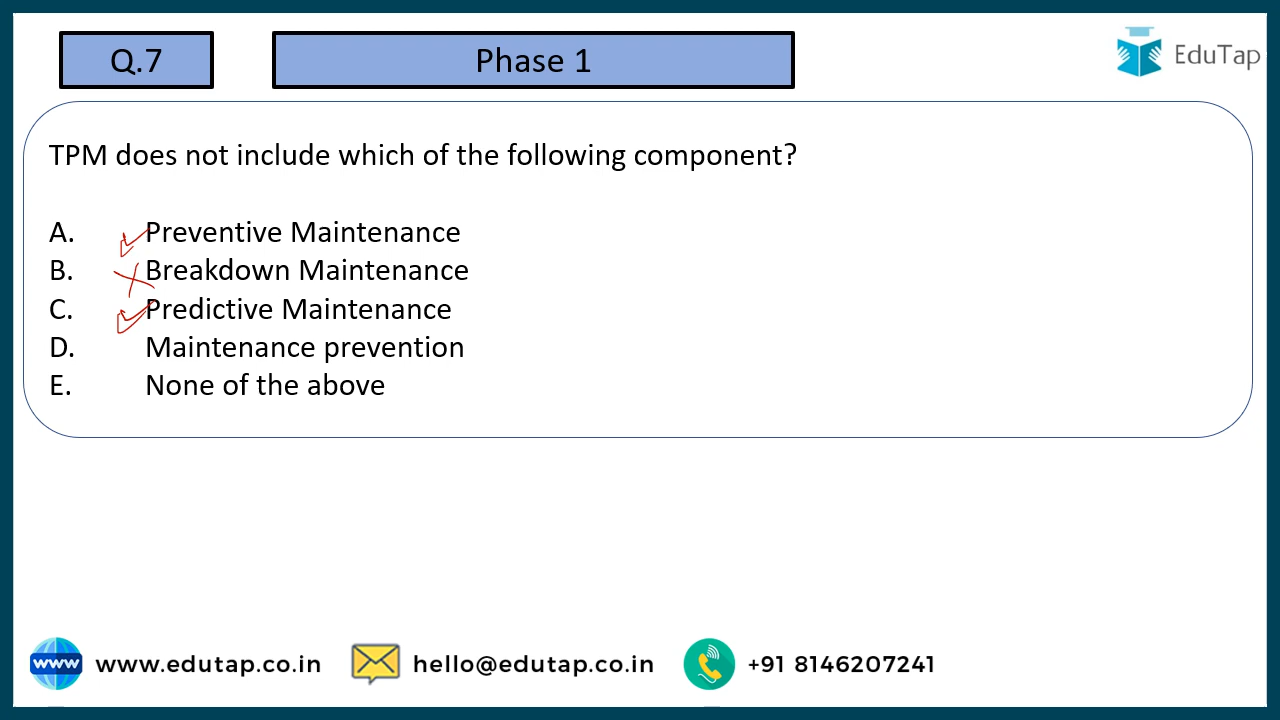 Q.7
Phase 1
EduTap
TPM does not include which of the following component?
A. Preventive Maintenance
B. Breakdown Maintenance
C. Predictive Maintenance
D. Maintenance prevention
E. None of the above
www www.edutap.co.in hello@edutap.co.in +91 8146207241